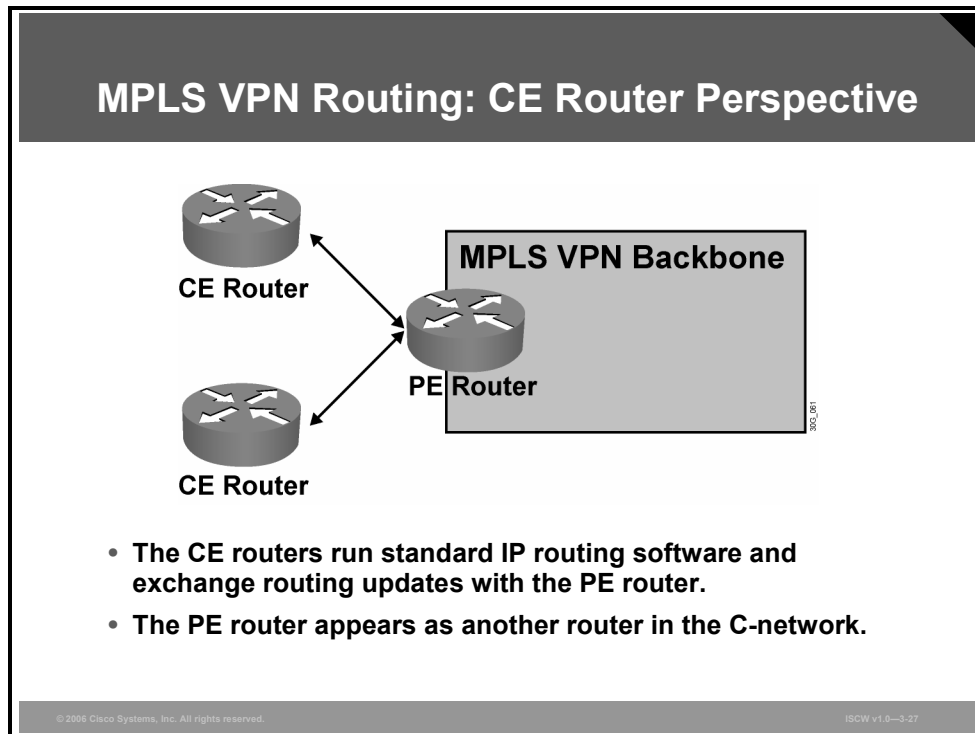 MPLS VPN Routing: CE Router Perspective
CE Router
MPLS VPN Backbone
PE Router
CE Router
30G_061
• The CE routers run standard IP routing software and
exchange routing updates with the PE router.
• The PE router appears as another router in the C-network.
© 2006 Cisco Systems, Inc. All rights reserved.
ISCW v1.0—3-27